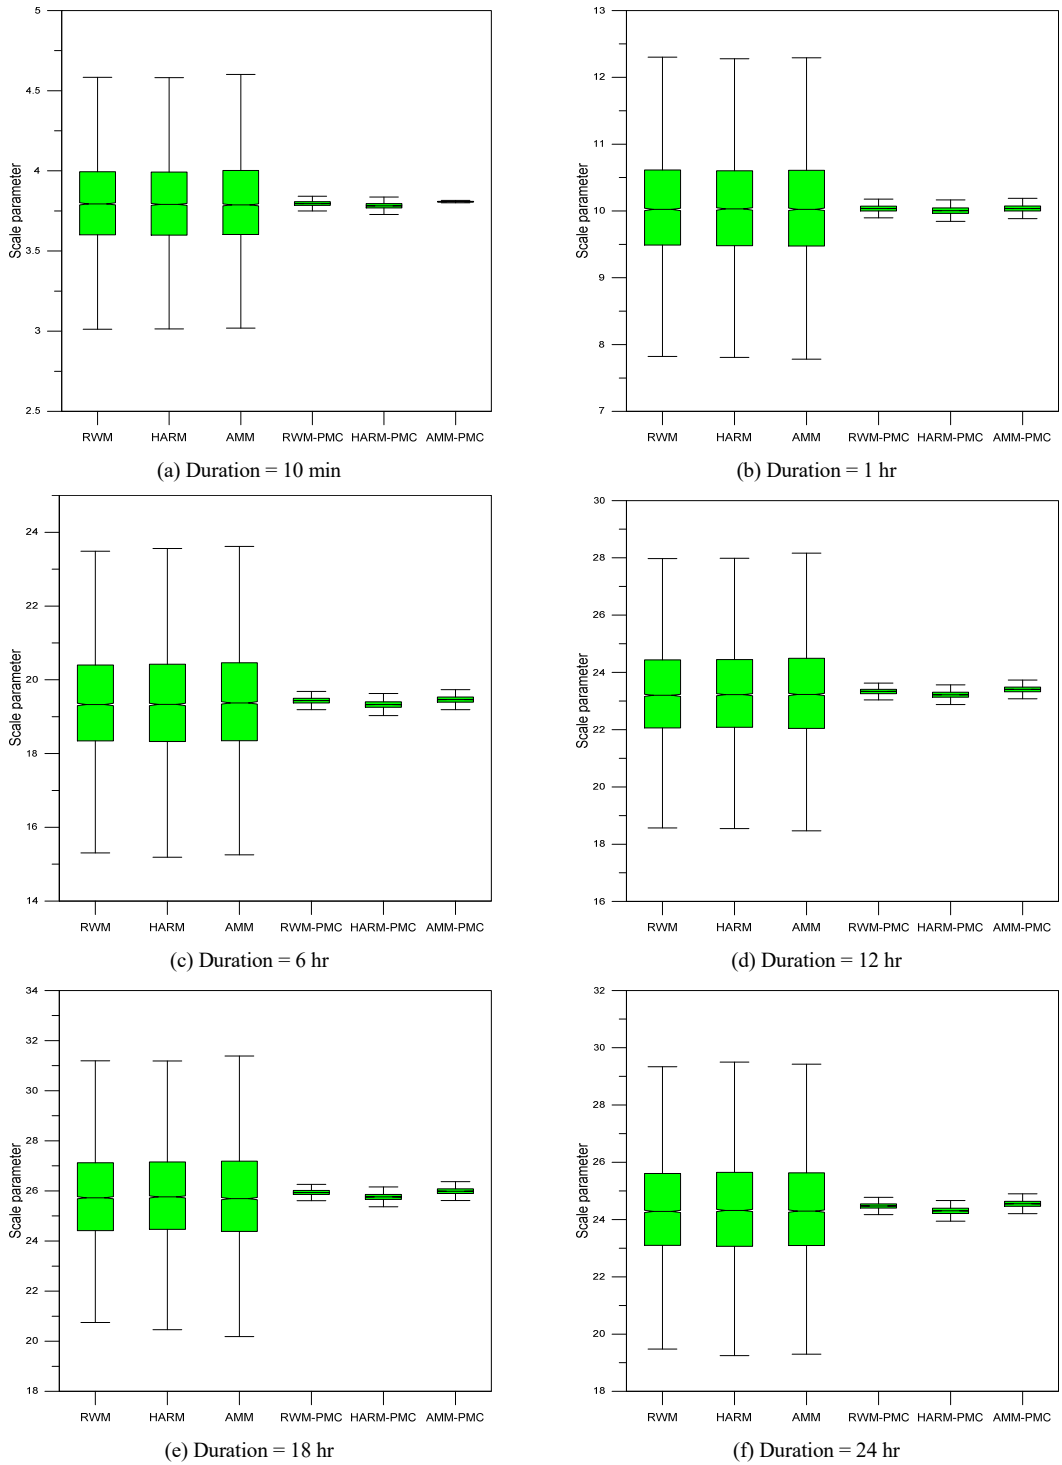 5
4.5
4
3.5
3
2.5
Scale parameter
RWM HARM AMM RWM-PMC HARM-PMC AMM-PMC
(a) Duration = 10 min
13
12
11
10
9
8
7
Scale parameter
RWM HARM AMM RWM-PMC HARM-PMC AMM-PMC
(b) Duration = 1 hr
24
22
20
18
16
14
Scale parameter
RWM HARM AMM RWM-PMC HARM-PMC AMM-PMC
(c) Duration = 6 hr
30
28
26
24
22
20
18
16
Scale parameter
RWM HARM AMM RWM-PMC HARM-PMC AMM-PMC
(d) Duration = 12 hr
34
32
30
28
26
24
22
20
18
Scale parameter
RWM HARM AMM RWM-PMC HARM-PMC AMM-PMC
(e) Duration = 18 hr
32
30
28
26
24
22
20
18
Scale parameter
RWM HARM AMM RWM-PMC HARM-PMC AMM-PMC
(f) Duration = 24 hr